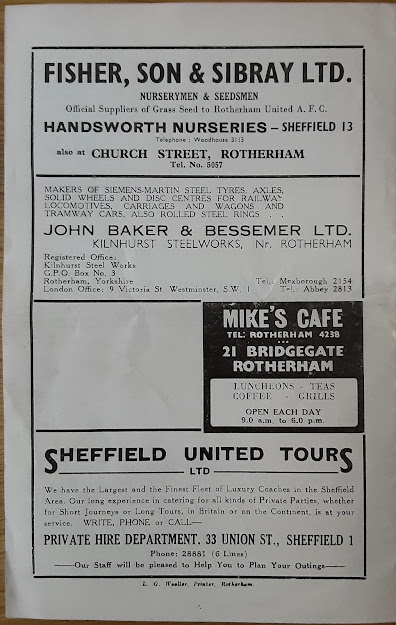 FISHER, SON & SIBRAY LTD.
NURSERYMEN & SEEDSMEN
Official Suppliers of Grass Seed to Rotherham United A. F. C.
HANDSWORTH NURSERIES – SHEFFIELD 13
Telephone : Woodhouse 3113
also at CHURCH STREET, ROTHERHAM
Tel. No. 5057
MAKERS OF SIEMENS-MARTIN STEEL TYRES, AXLES,
SOLID WHEELS AND DISC CENTRES FOR RAILWAY
LOCOMOTIVES, CARRIAGES AND WAGONS AND
TRAMWAY CARS, ALSO ROLLED STEEL RINGS . .
JOHN BAKER & BESSEMER LTD.
KILNHURST STEELWORKS, Nr. ROTHERHAM
Registered Office:
Kilnhurst Steel Works
G.P.O. Box No. 3
Rotherham, Yorkshire Tel.: Mexborough 2154
London Office: 9 Victoria St, Westminster, S.W. 1 Tel.: Abbey 2813
MIKE'S CAFE
TEL: ROTHERHAM 4238
...
21 BRIDGEGATE
ROTHERHAM
LUNCHEONS - TEAS
COFFEE - GRILLS
OPEN EACH DAY
9.0 a.m. to 6.0 p.m.
SHEFFIELD UNITED TOURS
LTD
We have the Largest and the Finest Fleet of Luxury Coaches in the Sheffield
Area. Our long experience in catering for all kinds of Private Parties, whether
for Short Journeys or Long Tours, in Britain or on the Continent, is at your
service. WRITE, PHONE or CALL—
PRIVATE HIRE DEPARTMENT, 33 UNION ST., SHEFFIELD 1
Phone: 28881 (6 Lines)
—Our Staff will be pleased to Help You to Plan Your Outings—
L. G. Weeller, Printer, Rotherham.